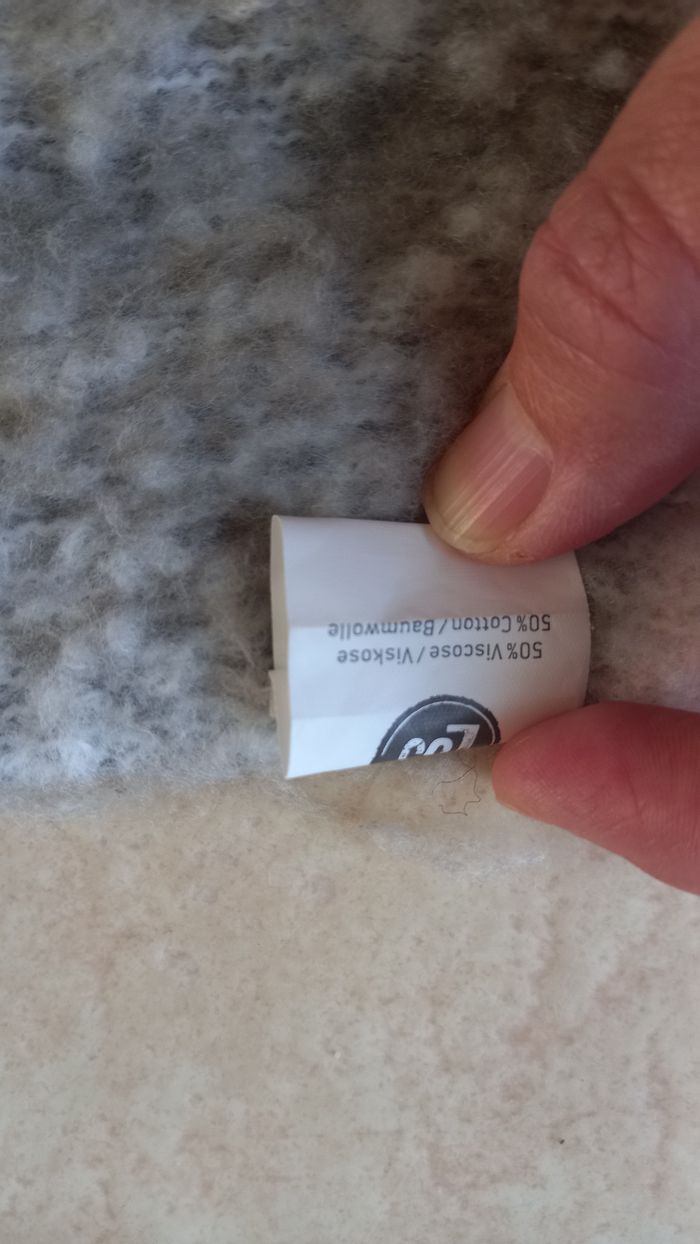 50% Viscose / Viskose
50% Cotton / Baumwolle